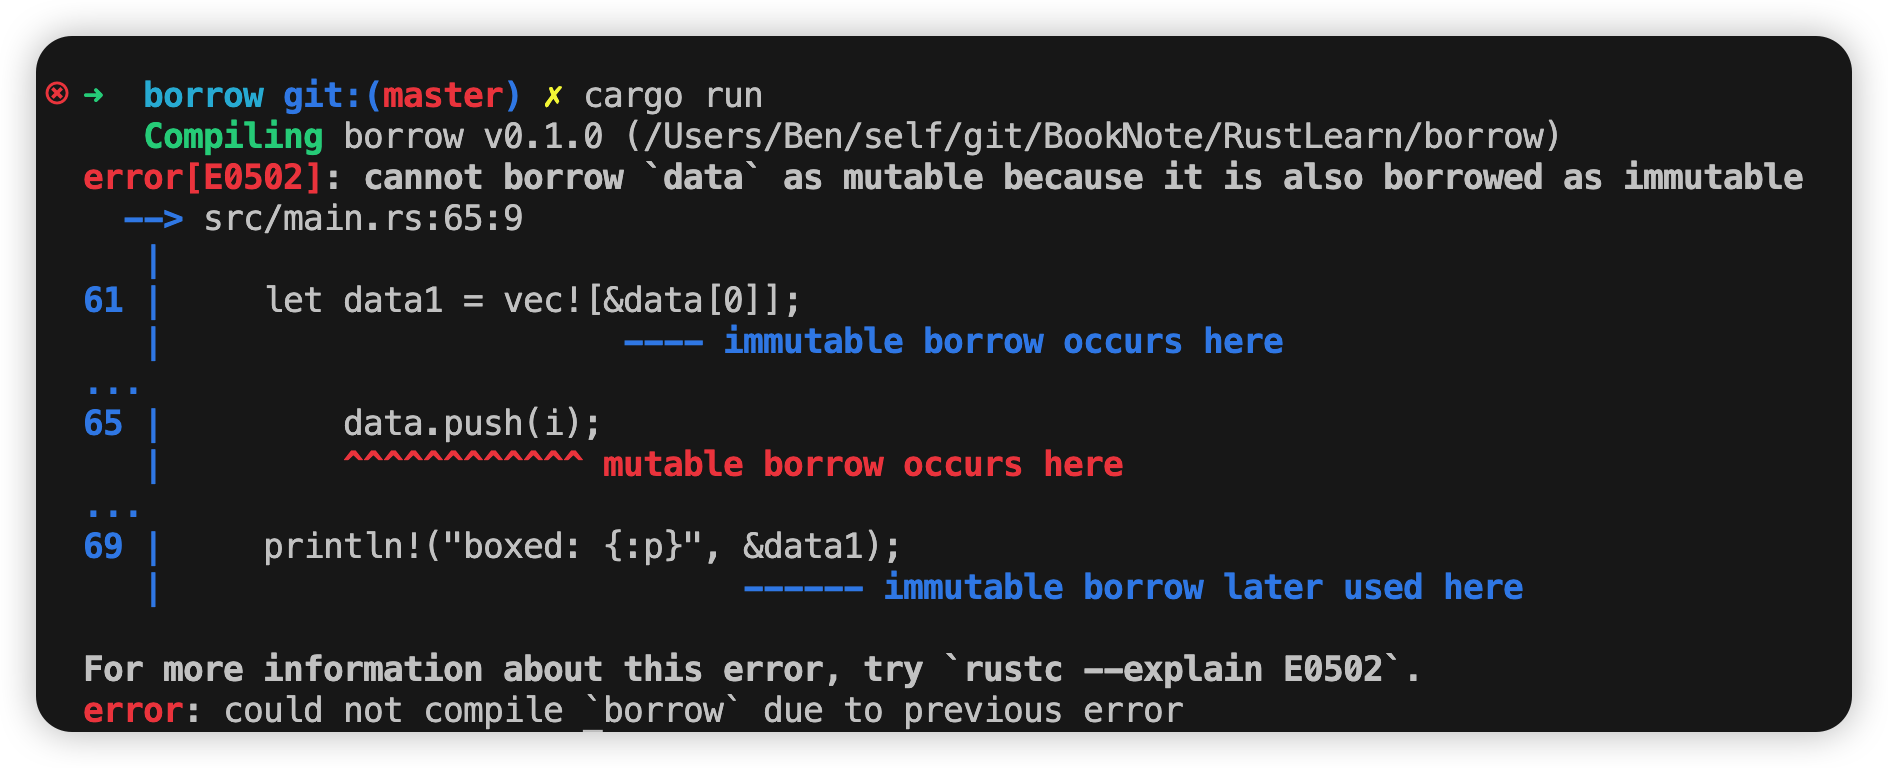 ➜  borrow git:(master) ✗ cargo run
   Compiling borrow v0.1.0 (/Users/Ben/self/git/BookNote/RustLearn/borrow)
error[E0502]: cannot borrow `data` as mutable because it is also borrowed as immutable
  --> src/main.rs:65:9
   |
61 |     let data1 = vec![&data[0]];
   |                       ---- immutable borrow occurs here
...
65 |         data.push(i);
   |         ^^^^^^^^^^^^ mutable borrow occurs here
...
69 |     println!("boxed: {:p}", &data1);
   |                             ------ immutable borrow later used here

For more information about this error, try `rustc --explain E0502`.
error: could not compile `borrow` due to previous error